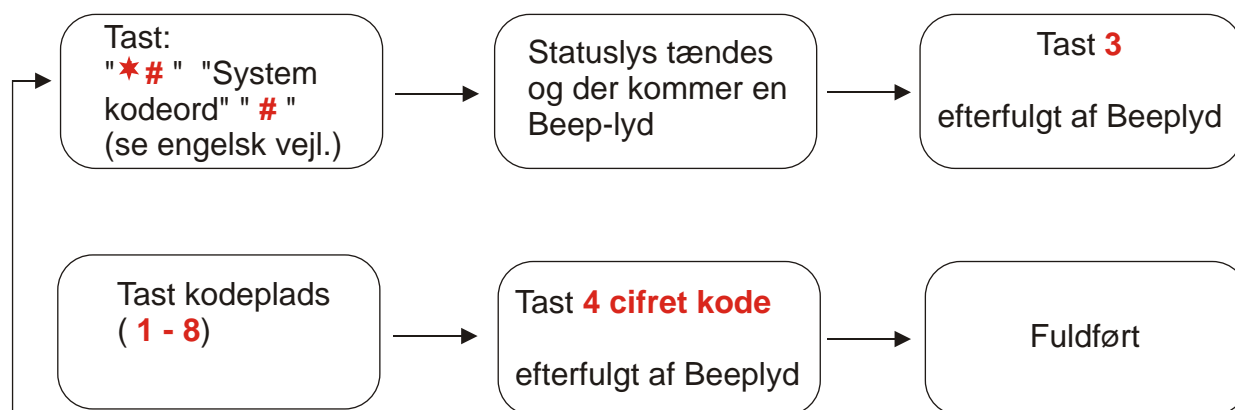 Tast:
"✶ # " "System
kodeord" " # "
(se engelsk vejl.)
Statuslys tændes
og der kommer en
Beep-lyd
Tast 3
efterfulgt af Beeplyd
Tast kodeplads
( 1 - 8)
Tast 4 cifret kode
efterfulgt af Beeplyd
Fuldført